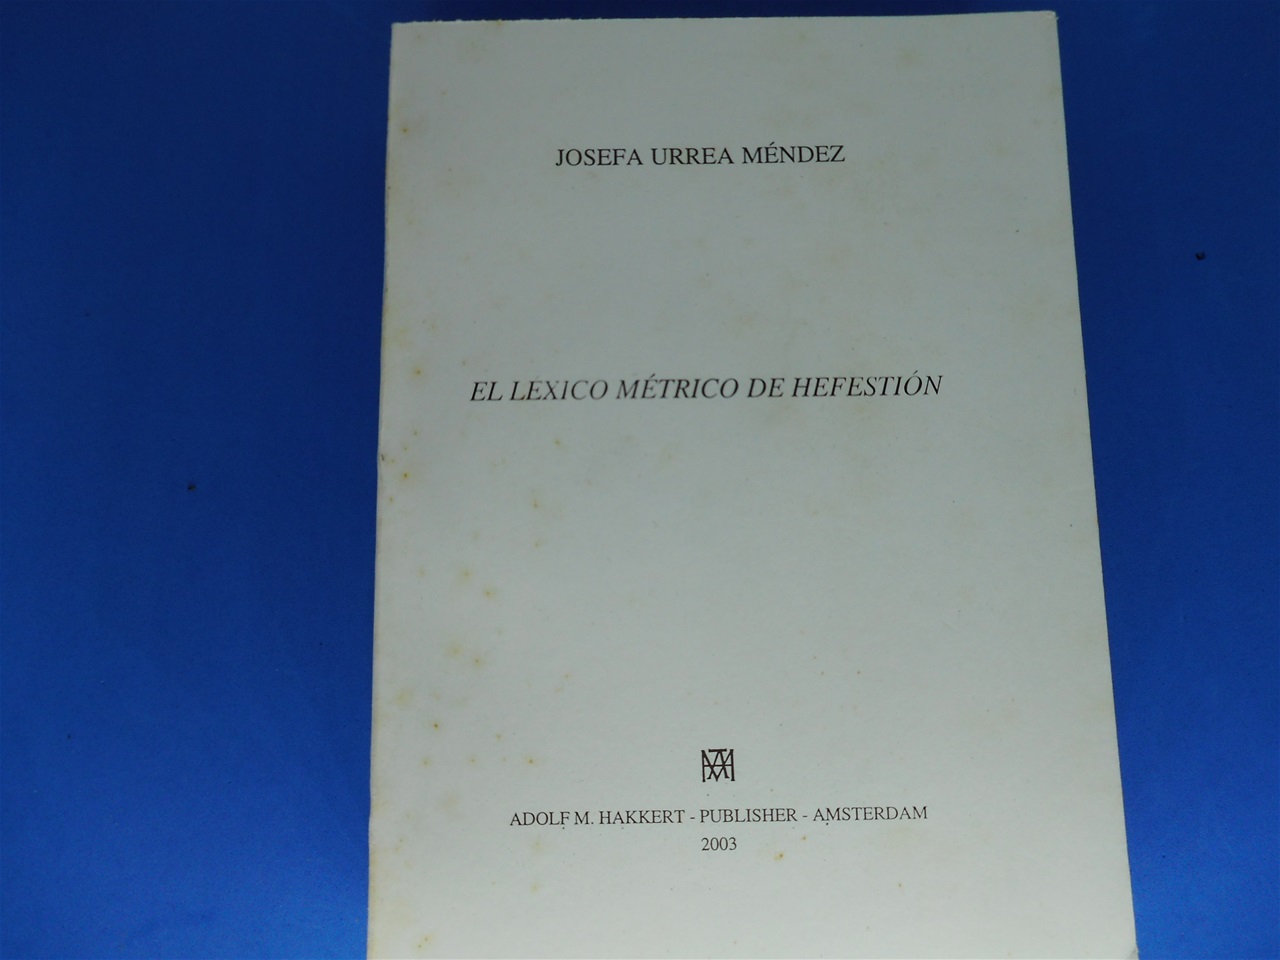 JOSEFA URREA MÉNDEZ
EL LEXICO MÉTRICO DE HEFESTIÓN
ADOLF M. HAKKERT - PUBLISHER - AMSTERDAM
2003